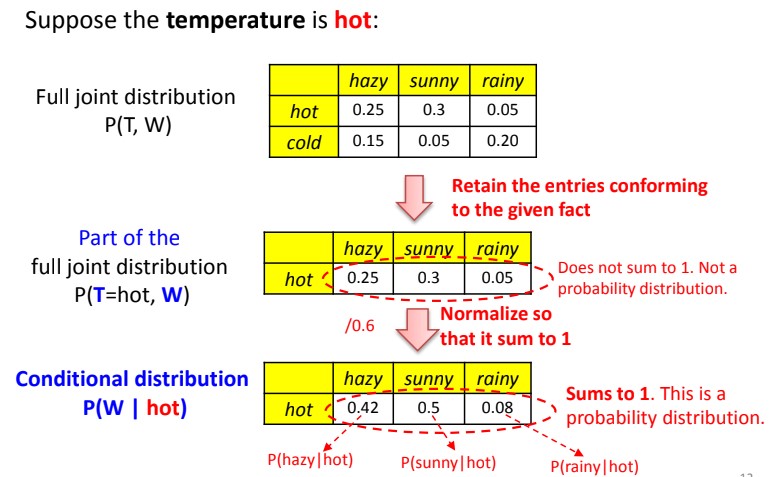 Suppose the temperature is hot:
Full joint distribution
P(T, W)
hazy sunny rainy
hot 0.25 0.3 0.05
cold 0.15 0.05 0.20
Retain the entries conforming
to the given fact
Part of the
full joint distribution
P(T=hot, W)
hazy sunny rainy
hot 0.25 0.3 0.05
Does not sum to 1. Not a
probability distribution.
/0.6
Normalize so
that it sum to 1
Conditional distribution
P(W | hot)
hazy sunny rainy
hot 0.42 0.5 0.08
Sums to 1. This is a
probability distribution.
P(hazy|hot) P(sunny|hot) P(rainy|hot)